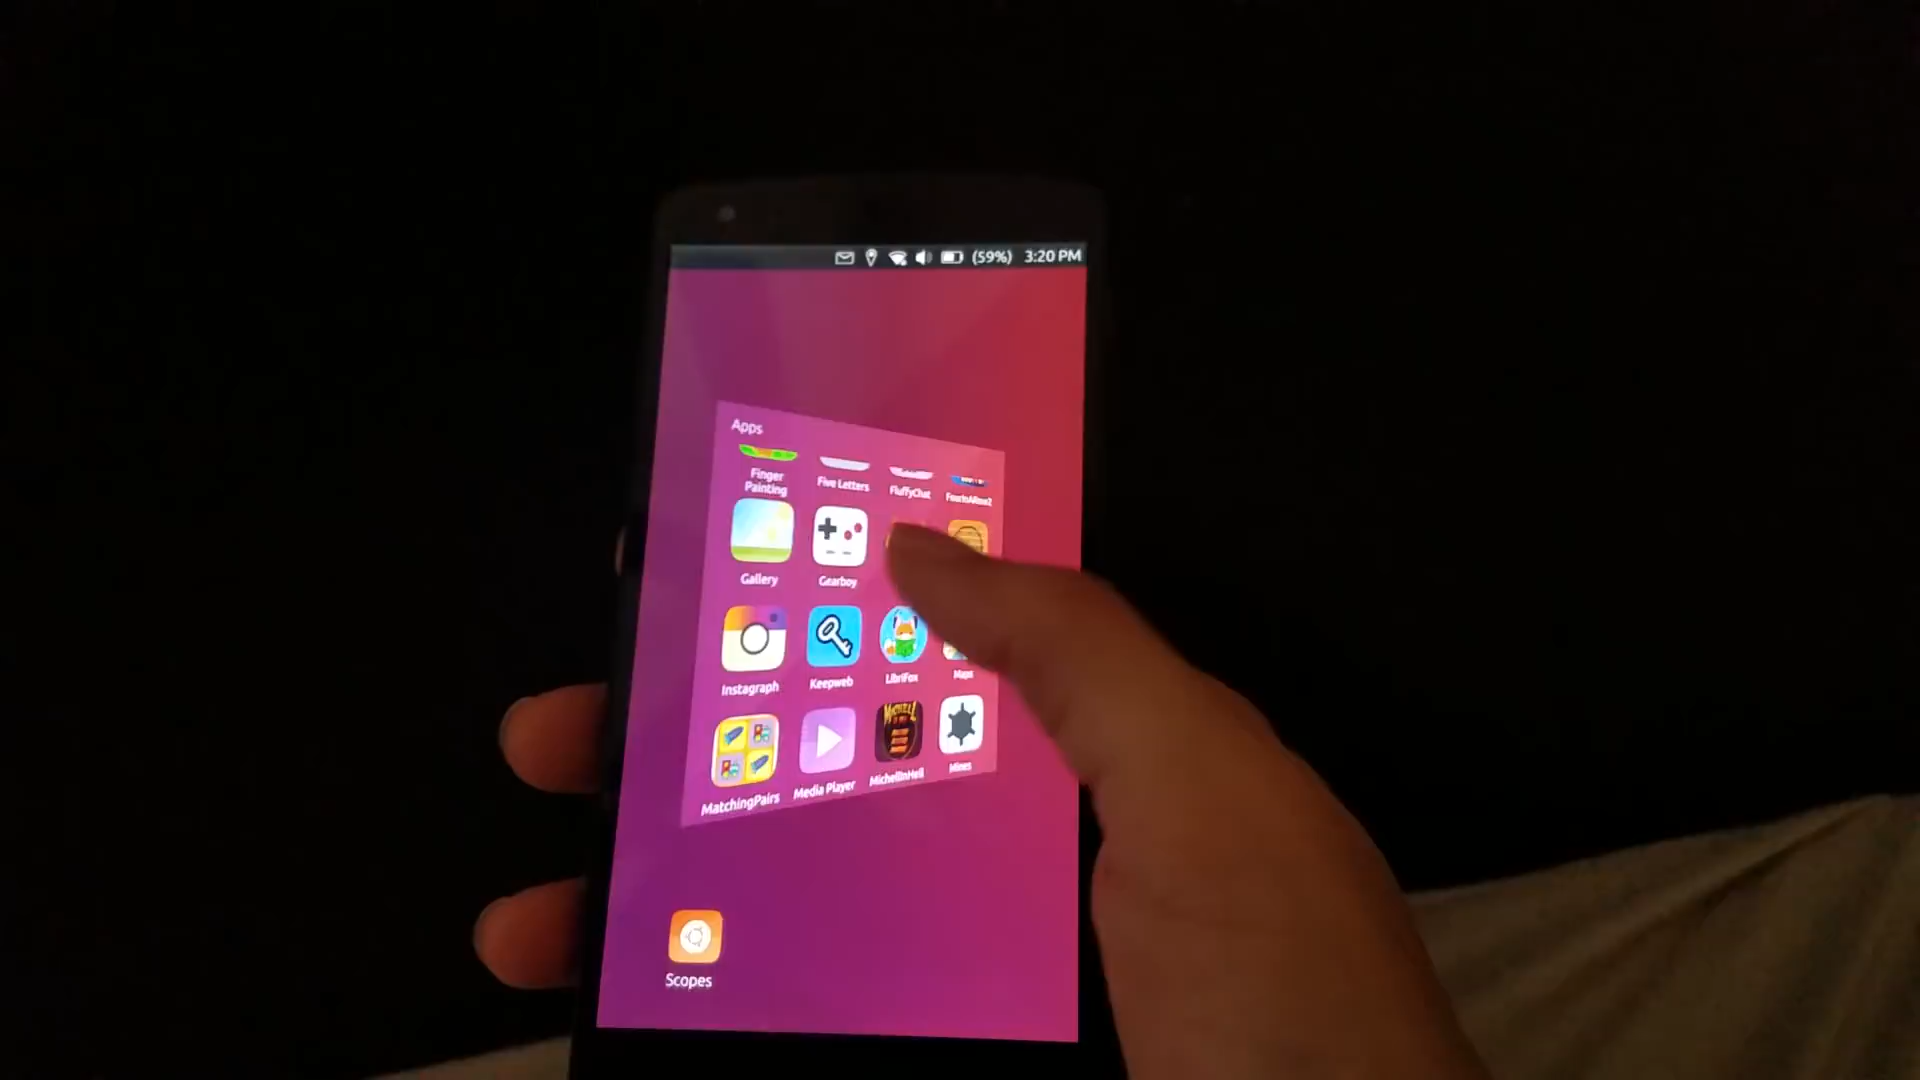 (59%) 3:20 PM
Apps
Finger Painting
Five Letters
FluffyChat
FourInARow2
Gallery
Gearboy
Instagraph
Keepweb
LibriFox
Maps
MatchingPairs
Media Player
MichelInHell
Mines
Scopes